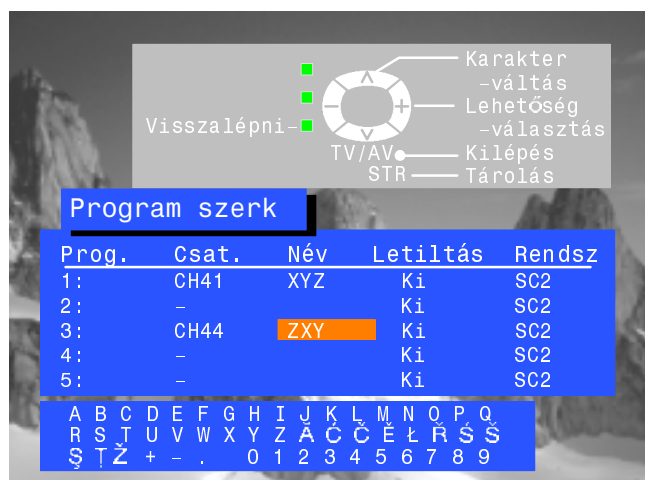 Karakter
–váltás
Lehetőség
Visszalépni–
–választás
TV/AV
Kilépés
STR
Tárolás
Program szerk
Prog. Csat. Név Letiltás Rendsz
1: CH41 XYZ Ki SC2
2: – Ki SC2
3: CH44 ZXY Ki SC2
4: – Ki SC2
5: – Ki SC2
A B C D E F G H I J K L M N O P Q
R S T U V W X Y Z Ă Ć Č Ě Ł Ř Ś Š
Ş Ţ Ž + – . 0 1 2 3 4 5 6 7 8 9